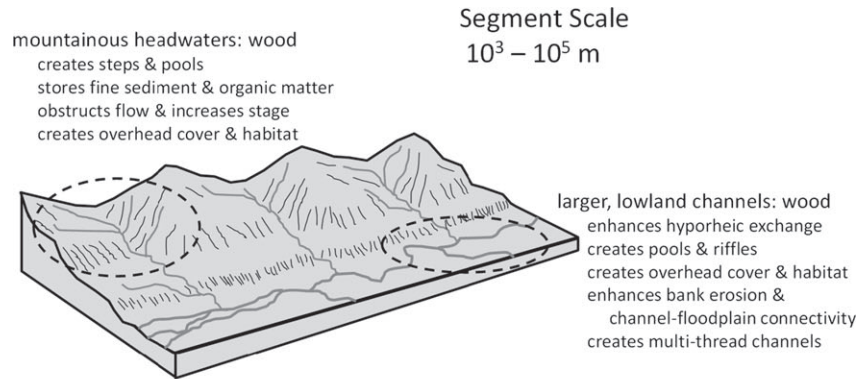 Segment Scale
10³ – 10⁵ m
mountainous headwaters: wood
creates steps & pools
stores fine sediment & organic matter
obstructs flow & increases stage
creates overhead cover & habitat
larger, lowland channels: wood
enhances hyporheic exchange
creates pools & riffles
creates overhead cover & habitat
enhances bank erosion &
channel-floodplain connectivity
creates multi-thread channels